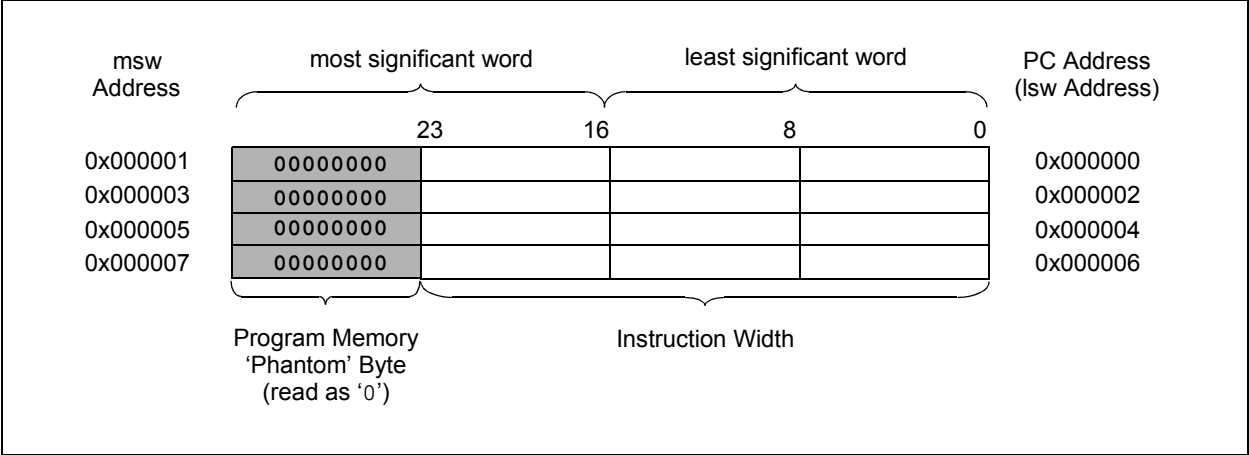 msw
Address
most significant word
least significant word
PC Address
(lsw Address)
23
16
8
0
0x000001
00000000
0x000000
0x000003
00000000
0x000002
0x000005
00000000
0x000004
0x000007
00000000
0x000006
Program Memory
‘Phantom’ Byte
(read as ‘0’)
Instruction Width